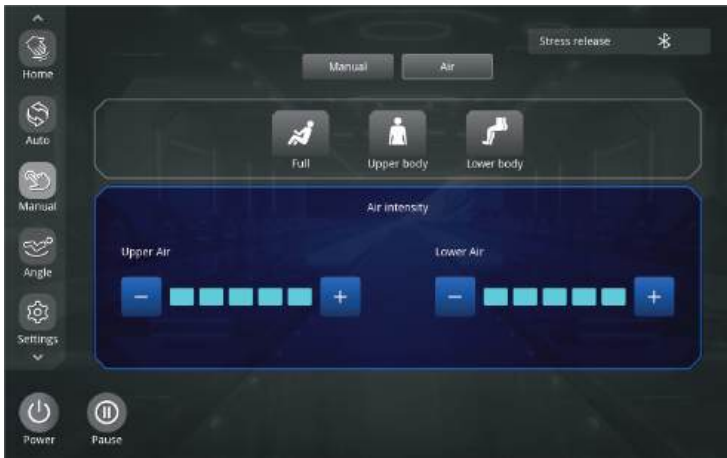 Stress release
Manual
Air
Home
Auto
Manual
Angle
Settings
Full
Upper body
Lower body
Air intensity
Upper Air
Lower Air
Power
Pause